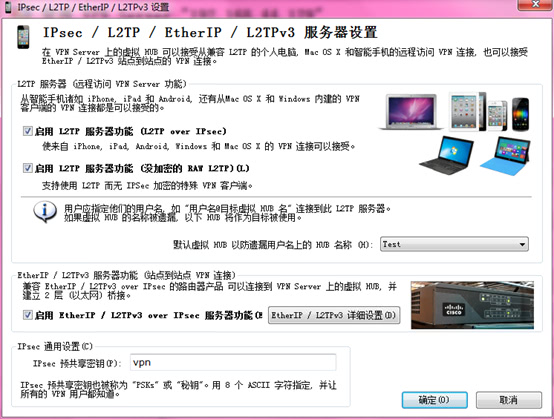 IPsec / L2TP / EtherIP / L2TPv3 设置
IPsec / L2TP / EtherIP / L2TPv3 服务器设置
在 VPN Server 上的虚拟 HUB 可以接受从兼容 L2TP 的个人电脑, Mac OS X 和智能手机的远程访问 VPN 连接, 也可以接受
EtherIP / L2TPv3 站点到站点的 VPN 连接。
L2TP 服务器 (远程访问 VPN Server 功能)
从智能手机诸如 iPhone, iPad 和 Android, 还有从Mac OS X 和 Windows 内建的 VPN
客户端的 VPN 连接都是可以接受的。
启用 L2TP 服务器功能 (L2TP over IPsec)
使来自 iPhone, iPad, Android, Windows 和 Mac OS X 的 VPN 连接可以接受。
启用 L2TP 服务器功能 (没加密的 RAW L2TP)(L)
支持使用 L2TP 而无 IPSec 加密的特殊 VPN 客户端。
用户应指定他们的用户名, 如 "用户名@目标虚拟 HUB 名" 连接到此 L2TP 服务器。
如果虚拟 HUB 的名称被遗漏, 以下 HUB 将作为目标被使用。
默认虚拟 HUB 以防遗漏用户名上的 HUB 名称 (H):
Test
EtherIP / L2TPv3 服务器功能 (站点到站点 VPN 连接)
兼容 EtherIP / L2TPv3 over IPsec 的路由器产品 可以连接到 VPN Server 上的虚拟 HUB, 并
建立 2 层 (以太网) 桥接。
启用 EtherIP / L2TPv3 over IPsec 服务器功能(E
EtherIP / L2TPv3 详细设置(D)
CISCO
IPsec 通用设置(C)
IPsec 预共享密钥(P):
vpn
IPsec 预共享密钥也被称为 "PSKs" 或 "秘钥"。用 8 个 ASCII 字符指定, 并让
所有的 VPN 用户都知道。
确定(O)
取消